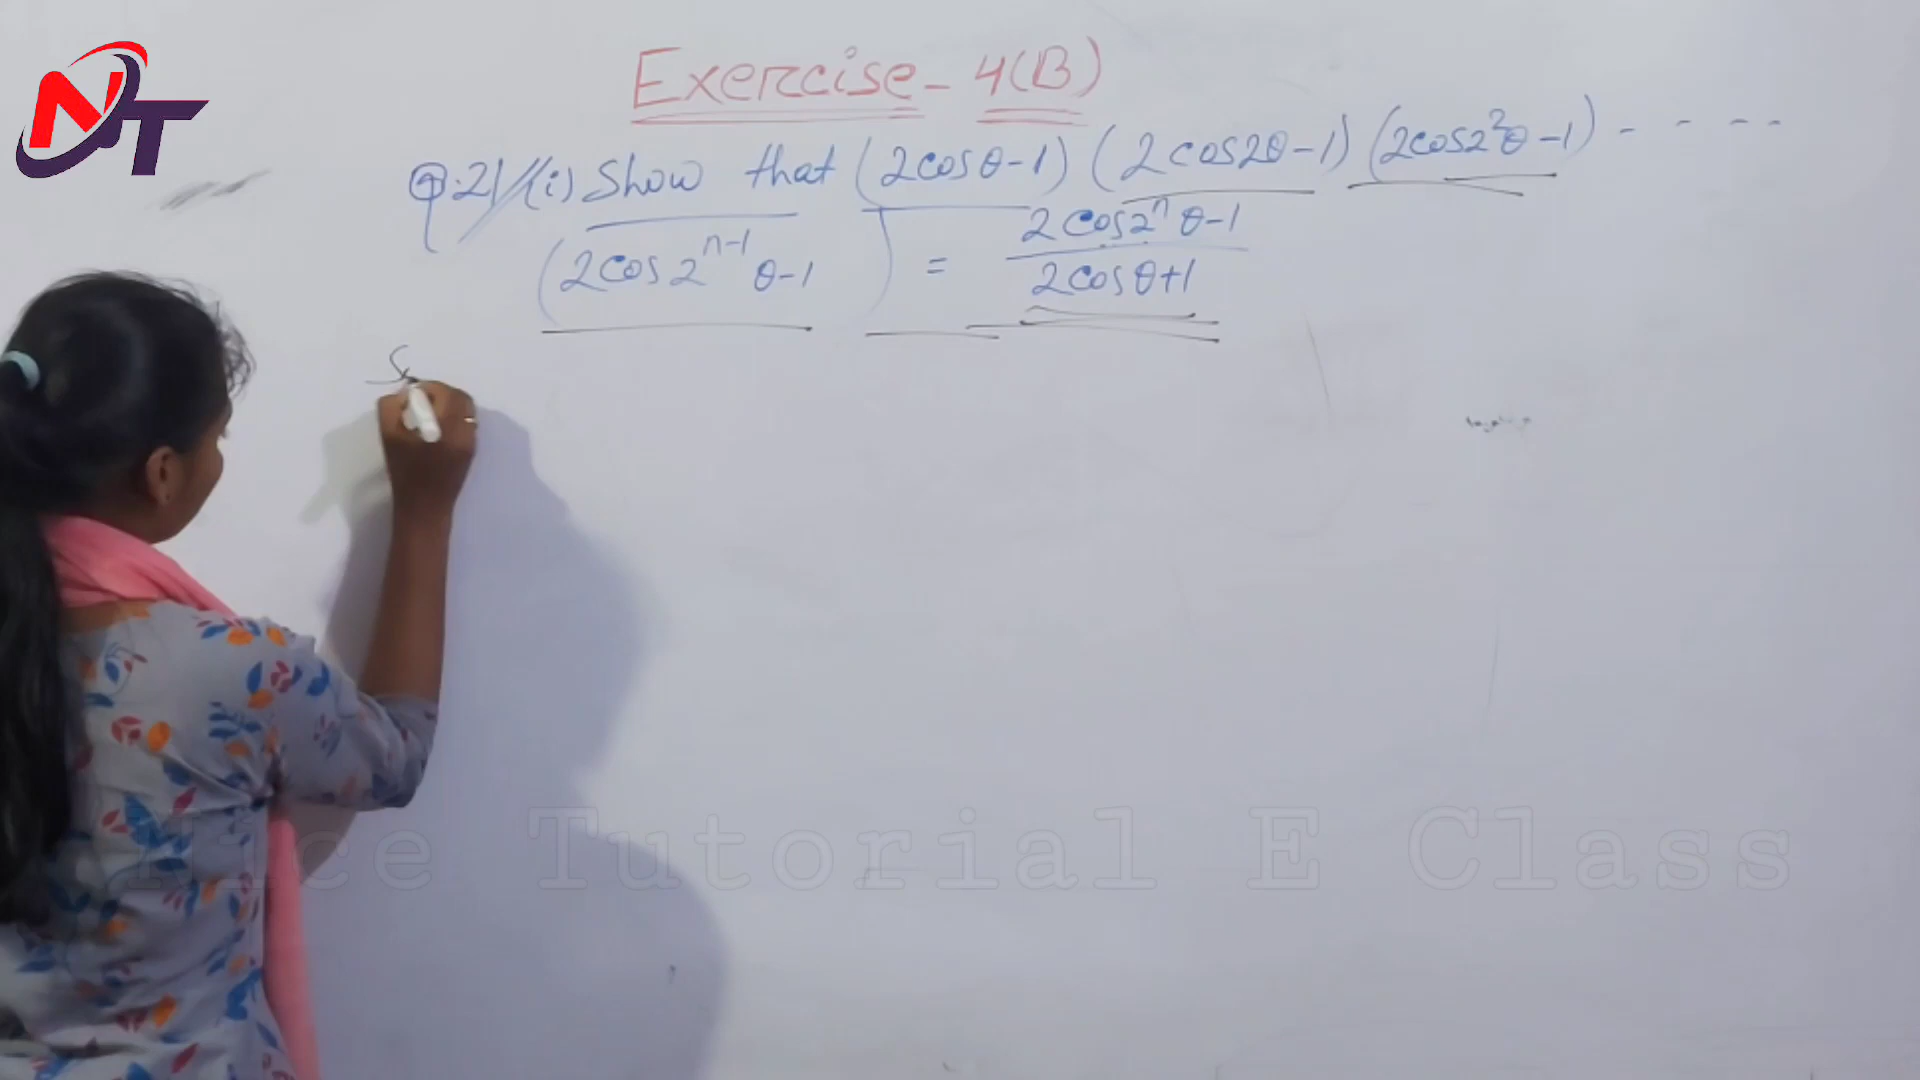 NT
Exercise - 4(B)
Q.21/(i) Show that (2cosθ-1) (2cos2θ-1) (2cos2²θ-1) - - - -
(2cos2ⁿ⁻¹θ-1) = 2cos2ⁿθ-1
2cosθ+1
S
Nice Tutorial E Class